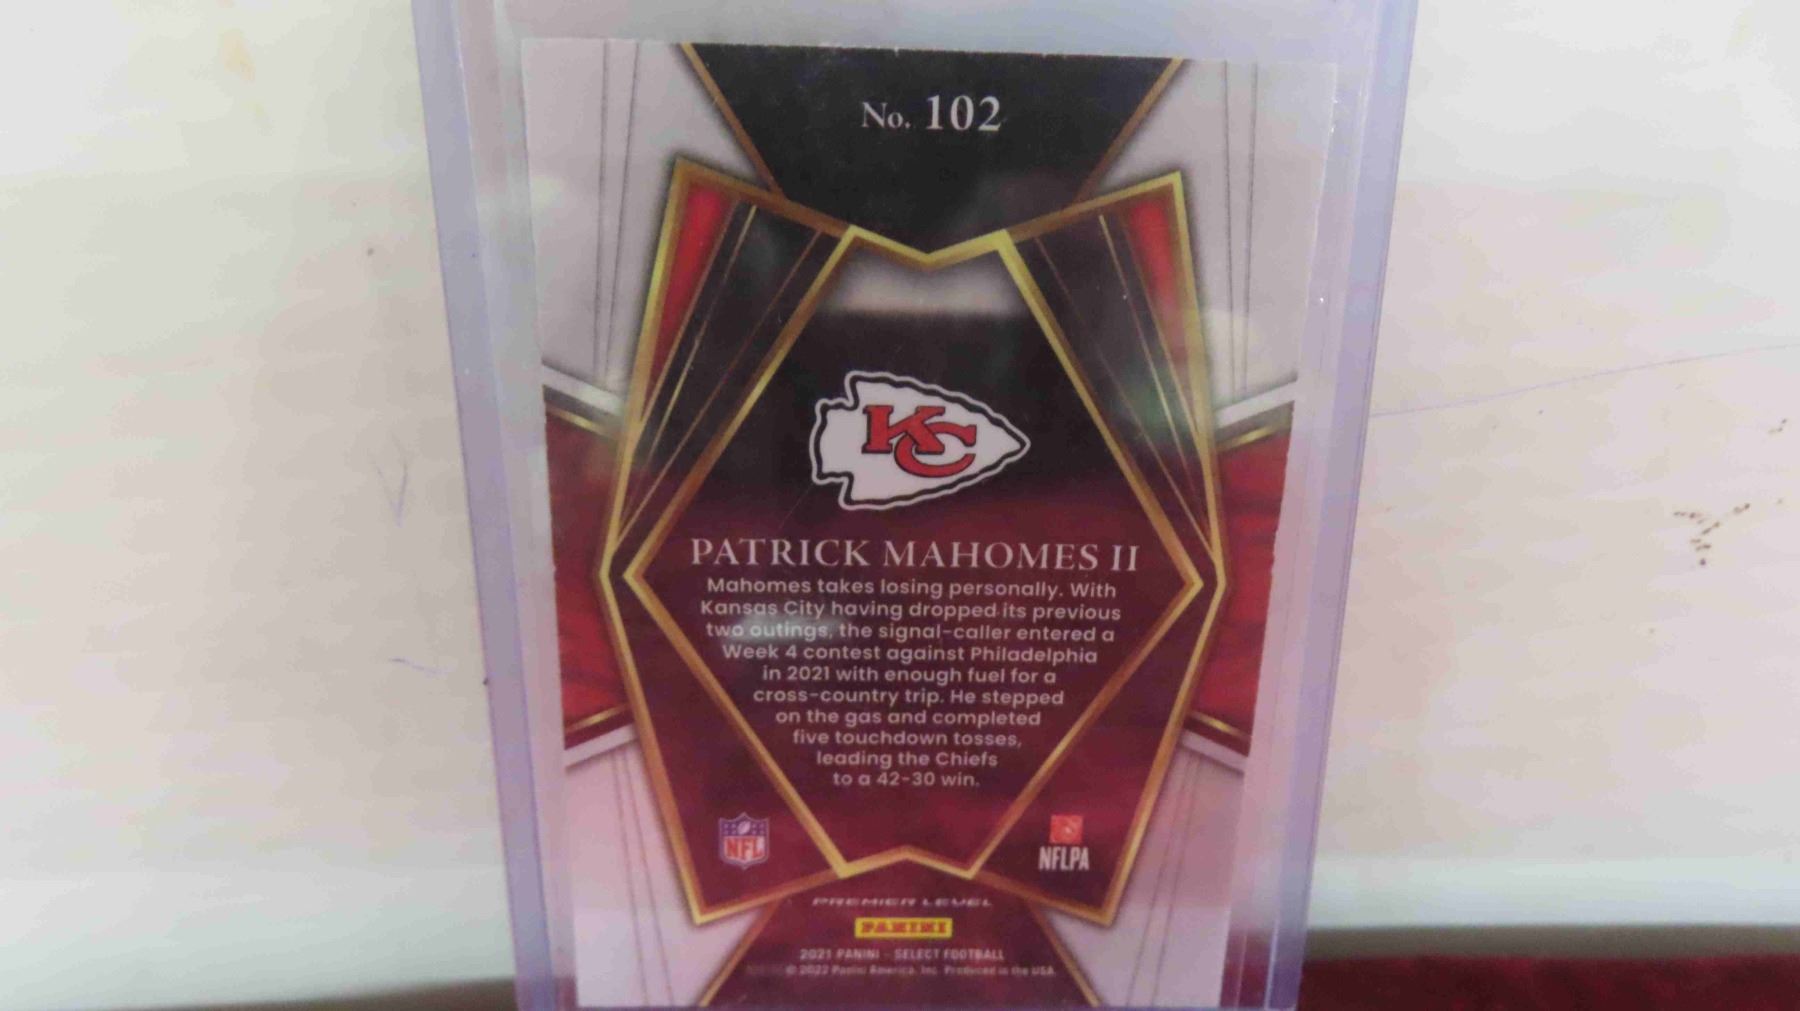 No. 102
KC
PATRICK MAHOMES II
Mahomes takes losing personally. With
Kansas City having dropped its previous
two outings, the signal-caller entered a
Week 4 contest against Philadelphia
in 2021 with enough fuel for a
cross-country trip. He stepped
on the gas and completed
five touchdown tosses,
leading the Chiefs
to a 42-30 win.
NFL
NFLPA
PREMIER LEVEL
PANINI
2021 PANINI - SELECT FOOTBALL
© 2022 Panini America, Inc. Produced in the USA.